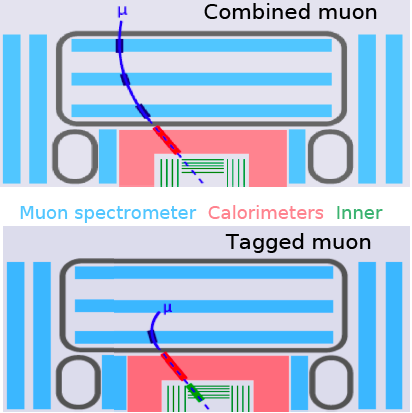 μ
Combined muon
Muon spectrometer Calorimeters Inner
Tagged muon
μ